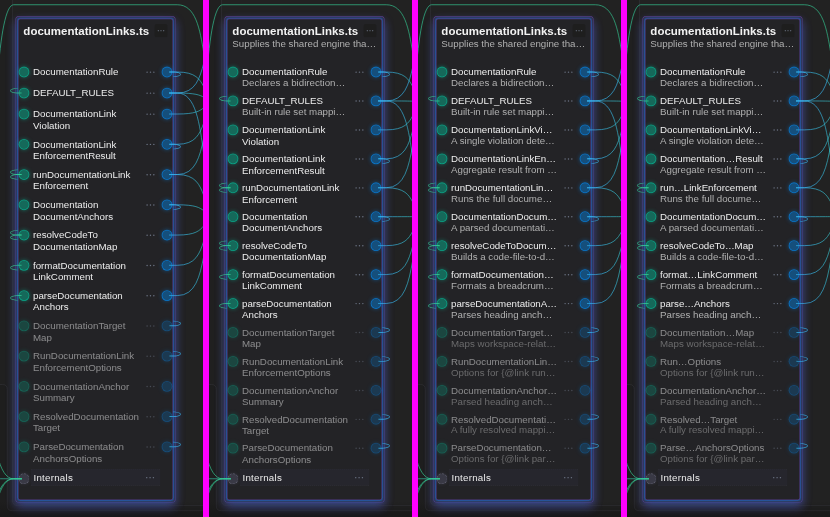 documentationLinks.ts ···
DocumentationRule ···
DEFAULT_RULES ···
DocumentationLink ···
Violation
DocumentationLink ···
EnforcementResult
runDocumentationLink ···
Enforcement
Documentation ···
DocumentAnchors
resolveCodeTo ···
DocumentationMap
formatDocumentation ···
LinkComment
parseDocumentation ···
Anchors
DocumentationTarget ···
Map
RunDocumentationLink ···
EnforcementOptions
DocumentationAnchor ···
Summary
ResolvedDocumentation ···
Target
ParseDocumentation ···
AnchorsOptions
Internals ···
documentationLinks.ts ···
Supplies the shared engine tha…
DocumentationRule ···
Declares a bidirection…
DEFAULT_RULES ···
Built-in rule set mappi…
DocumentationLink ···
Violation
DocumentationLink ···
EnforcementResult
runDocumentationLink ···
Enforcement
Documentation ···
DocumentAnchors
resolveCodeTo ···
DocumentationMap
formatDocumentation ···
LinkComment
parseDocumentation ···
Anchors
DocumentationTarget ···
Map
RunDocumentationLink ···
EnforcementOptions
DocumentationAnchor ···
Summary
ResolvedDocumentation ···
Target
ParseDocumentation ···
AnchorsOptions
Internals ···
documentationLinks.ts ···
Supplies the shared engine tha…
DocumentationRule ···
Declares a bidirection…
DEFAULT_RULES ···
Built-in rule set mappi…
DocumentationLinkVi… ···
A single violation dete…
DocumentationLinkEn… ···
Aggregate result from …
runDocumentationLin… ···
Runs the full docume…
DocumentationDocum… ···
A parsed documentati…
resolveCodeToDocum… ···
Builds a code-file-to-d…
formatDocumentation… ···
Formats a breadcrum…
parseDocumentationA… ···
Parses heading anch…
DocumentationTarget… ···
Maps workspace-relat…
RunDocumentationLin… ···
Options for {@link run…
DocumentationAnchor… ···
Parsed heading anch…
ResolvedDocumentati… ···
A fully resolved mappi…
ParseDocumentation… ···
Options for {@link par…
Internals ···
documentationLinks.ts ···
Supplies the shared engine tha…
DocumentationRule ···
Declares a bidirection…
DEFAULT_RULES ···
Built-in rule set mappi…
DocumentationLinkVi… ···
A single violation dete…
Documentation…Result ···
Aggregate result from …
run…LinkEnforcement ···
Runs the full docume…
DocumentationDocum… ···
A parsed documentati…
resolveCodeTo…Map ···
Builds a code-file-to-d…
format…LinkComment ···
Formats a breadcrum…
parse…Anchors ···
Parses heading anch…
Documentation…Map ···
Maps workspace-relat…
Run…Options ···
Options for {@link run…
DocumentationAnchor… ···
Parsed heading anch…
Resolved…Target ···
A fully resolved mappi…
Parse…AnchorsOptions ···
Options for {@link par…
Internals ···